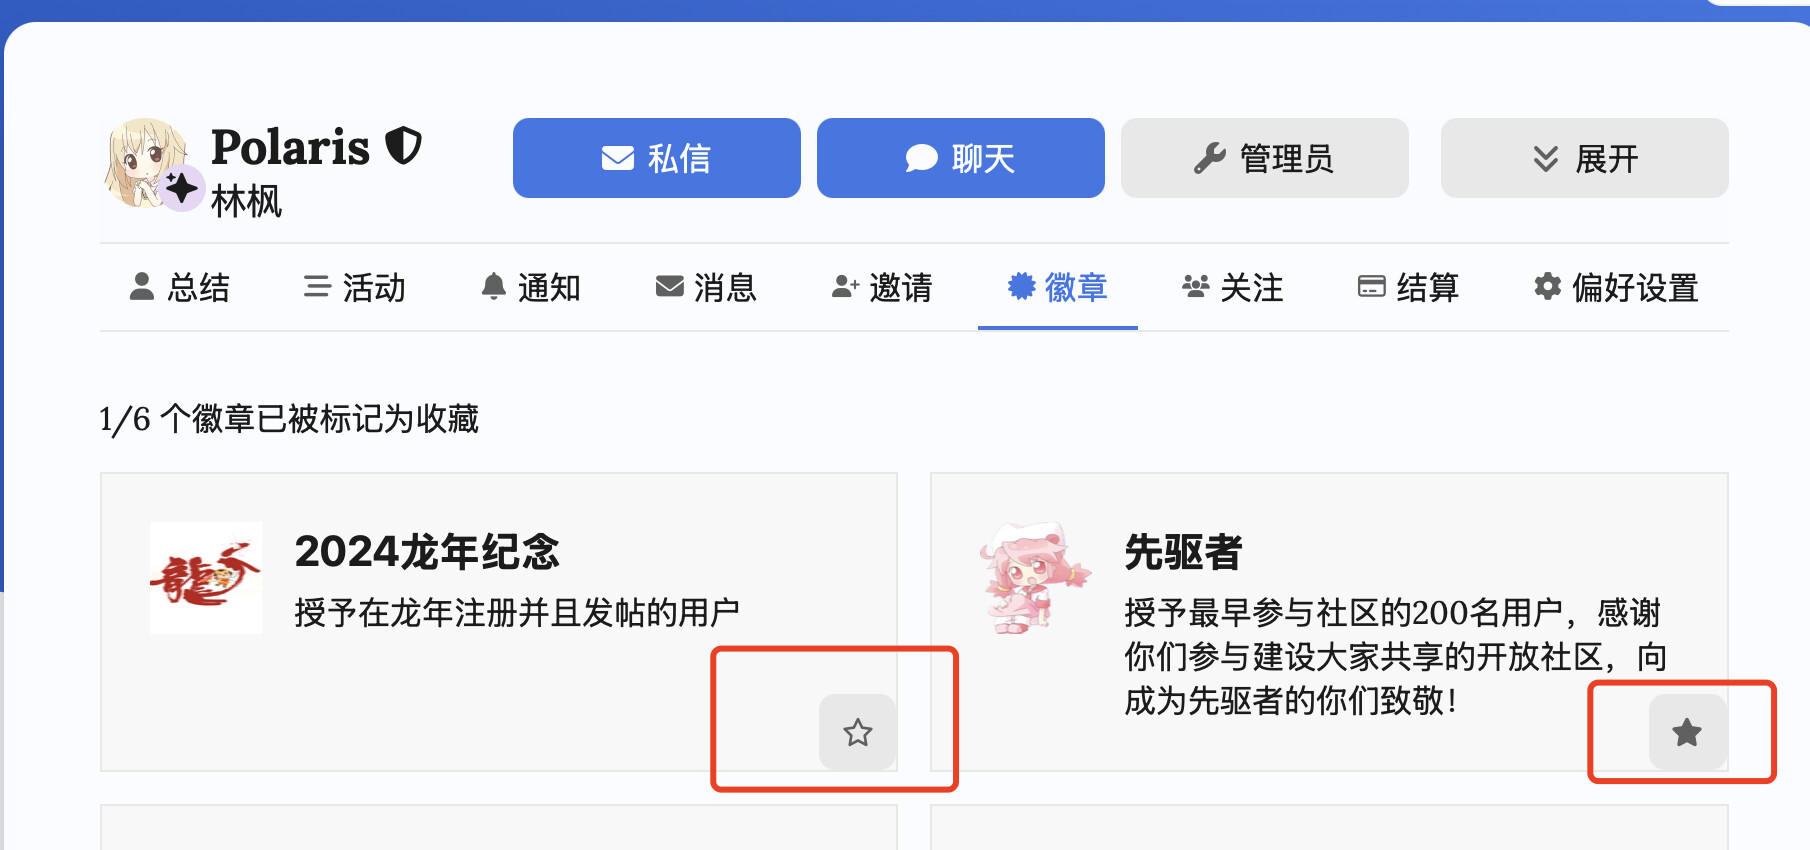 Polaris
林枫
私信
聊天
管理员
展开
总结
活动
通知
消息
邀请
徽章
关注
结算
偏好设置
1/6 个徽章已被标记为收藏
2024龙年纪念
授予在龙年注册并且发帖的用户
先驱者
授予最早参与社区的200名用户，感谢
你们参与建设大家共享的开放社区，向
成为先驱者的你们致敬！
龍